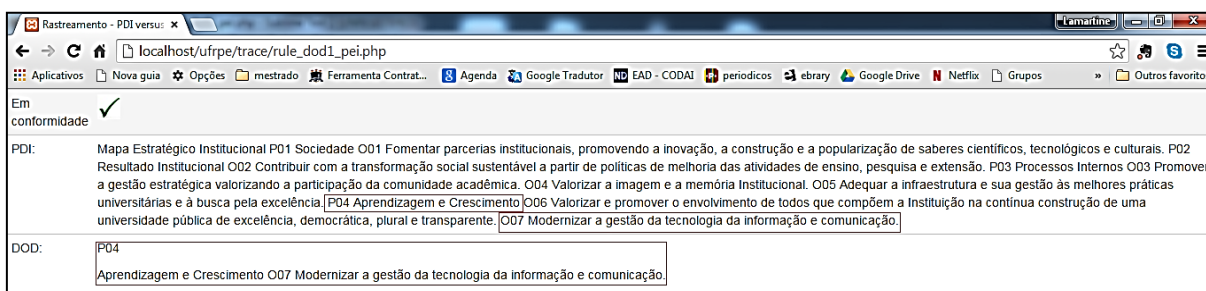 Rastreamento - PDI versus
Lamartine
localhost/ufrpe/trace/rule_dod1_pei.php
Aplicativos Nova guia Opções mestrado Ferramenta Contrat... Agenda Google Tradutor EAD - CODAI periodicos ebrary Google Drive Netflix Grupos » Outros favorito
Em
conformidade
PDI: Mapa Estratégico Institucional P01 Sociedade O01 Fomentar parcerias institucionais, promovendo a inovação, a construção e a popularização de saberes científicos, tecnológicos e culturais. P02
Resultado Institucional O02 Contribuir com a transformação social sustentável a partir de políticas de melhoria das atividades de ensino, pesquisa e extensão. P03 Processos Internos O03 Promover
a gestão estratégica valorizando a participação da comunidade acadêmica. O04 Valorizar a imagem e a memória Institucional. O05 Adequar a infraestrutura e sua gestão às melhores práticas
universitárias e à busca pela excelência. P04 Aprendizagem e Crescimento O06 Valorizar e promover o envolvimento de todos que compõem a Instituição na contínua construção de uma
universidade pública de excelência, democrática, plural e transparente. O07 Modernizar a gestão da tecnologia da informação e comunicação.
DOD: P04
Aprendizagem e Crescimento O07 Modernizar a gestão da tecnologia da informação e comunicação.